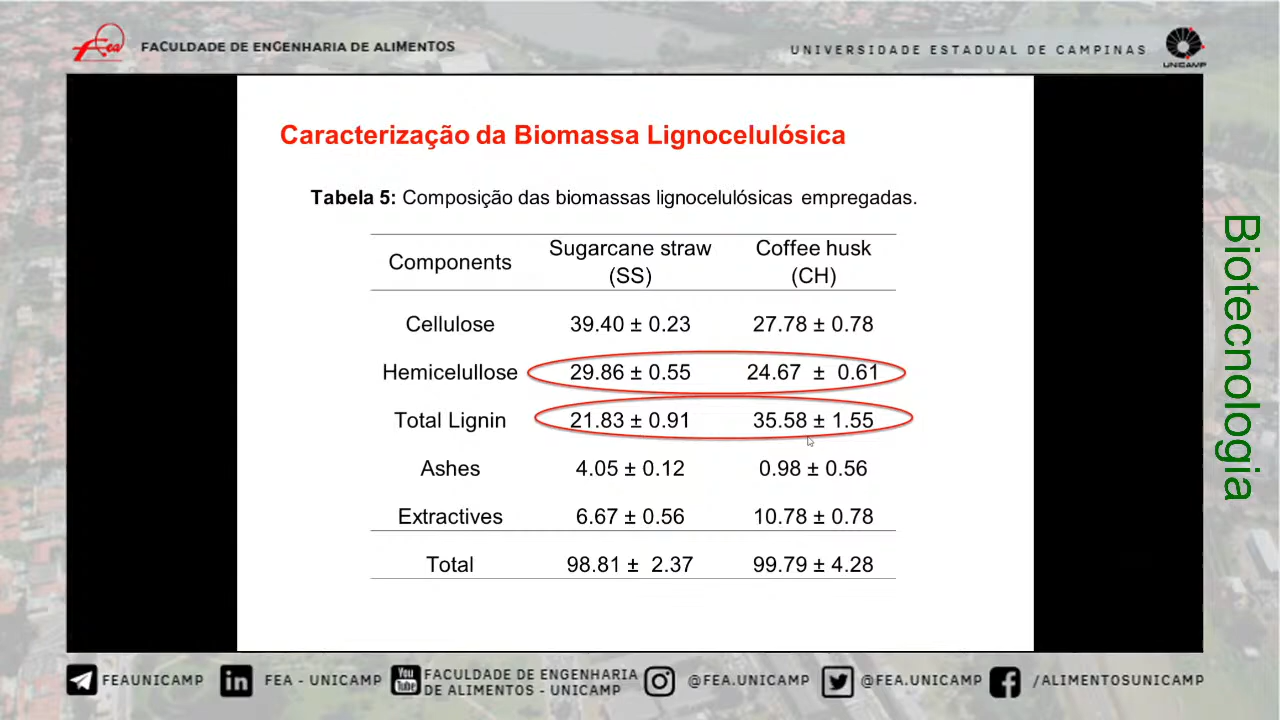 Fea
FACULDADE DE ENGENHARIA DE ALIMENTOS
UNIVERSIDADE ESTADUAL DE CAMPINAS
UNICAMP
Caracterização da Biomassa Lignocelulósica
Tabela 5: Composição das biomassas lignocelulósicas empregadas.
Components Sugarcane straw (SS) Coffee husk (CH)
Cellulose 39.40 ± 0.23 27.78 ± 0.78
Hemicelullose 29.86 ± 0.55 24.67 ± 0.61
Total Lignin 21.83 ± 0.91 35.58 ± 1.55
Ashes 4.05 ± 0.12 0.98 ± 0.56
Extractives 6.67 ± 0.56 10.78 ± 0.78
Total 98.81 ± 2.37 99.79 ± 4.28
Biotecnologia
FEAUNICAMP
in
FEA - UNICAMP
You
Tube
FACULDADE DE ENGENHARIA
DE ALIMENTOS - UNICAMP
@FEA.UNICAMP
@FEA.UNICAMP
/ALIMENTOSUNICAMP